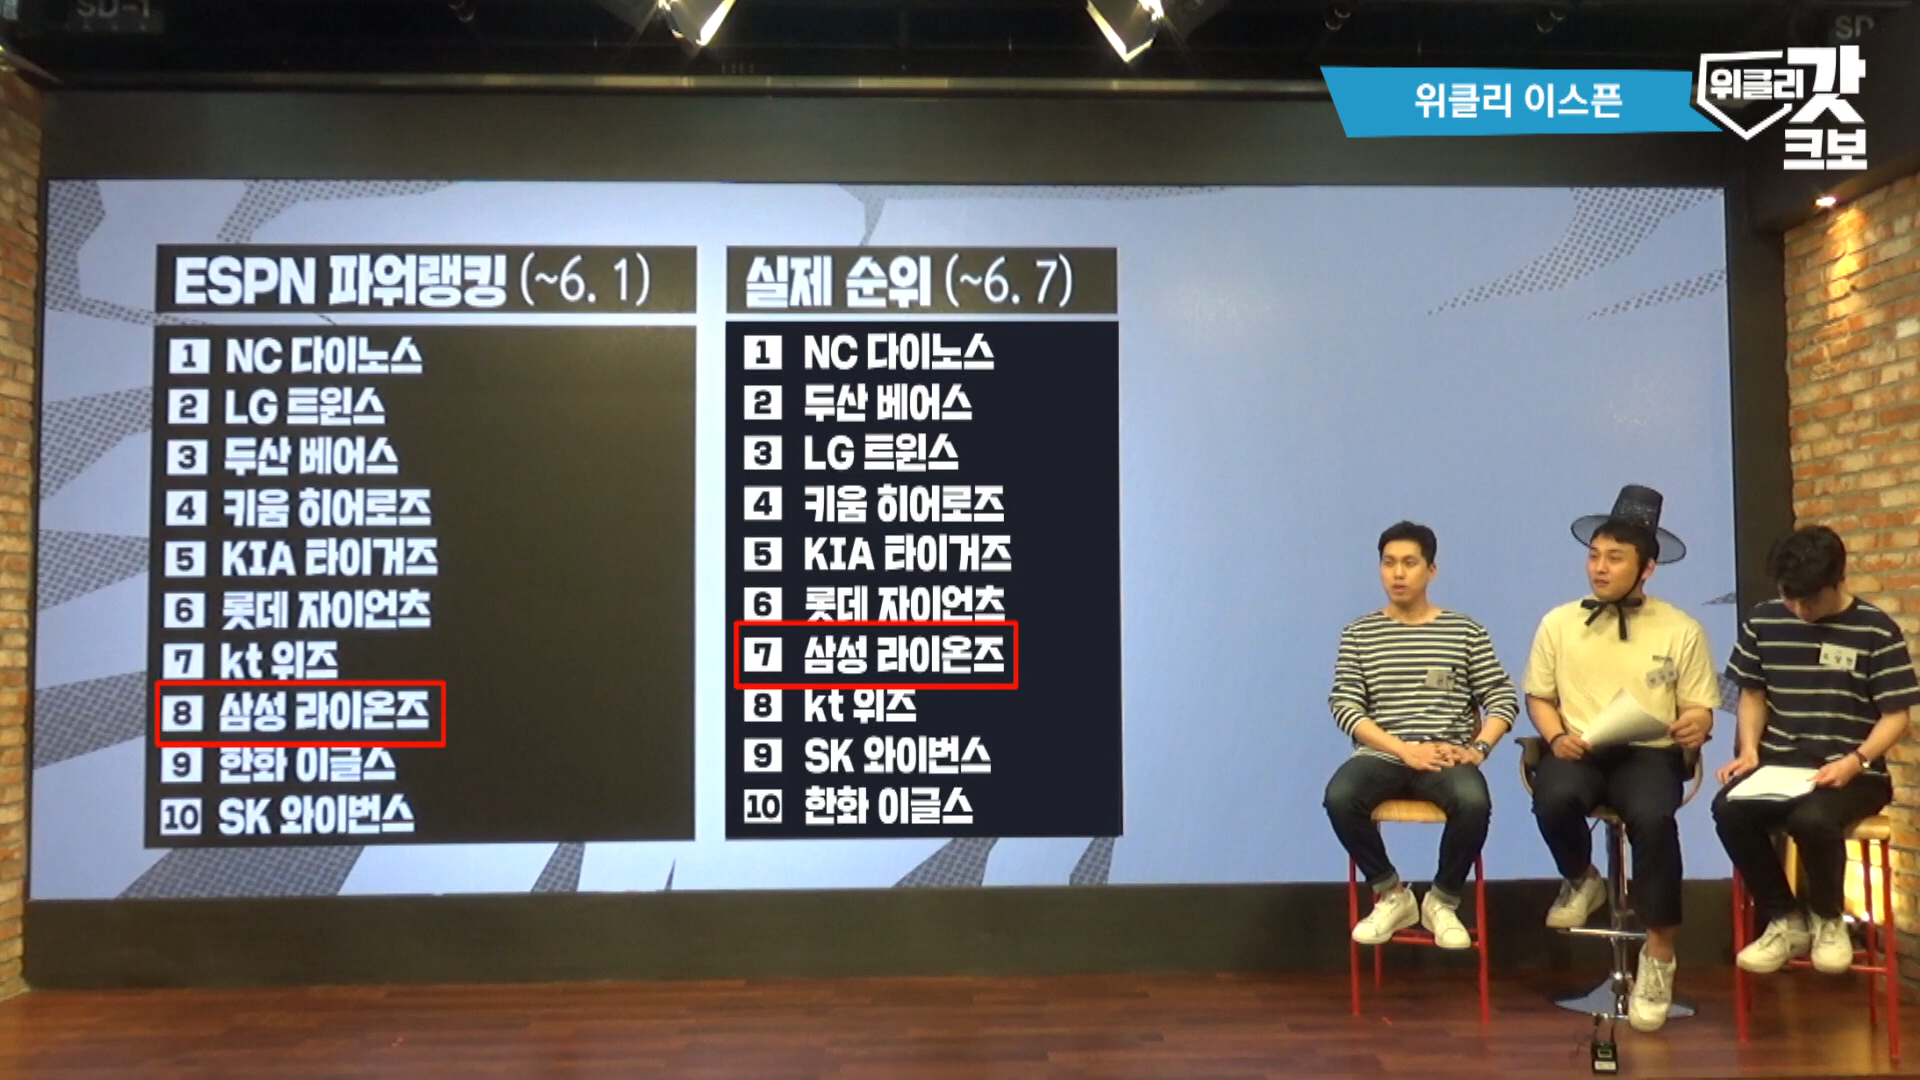 SD-1
SD
위클리 이스픈
위클리 갓
크보
ESPN 파워랭킹 (~6. 1)
1 NC 다이노스
2 LG 트윈스
3 두산 베어스
4 키움 히어로즈
5 KIA 타이거즈
6 롯데 자이언츠
7 kt 위즈
8 삼성 라이온즈
9 한화 이글스
10 SK 와이번스
실제 순위 (~6. 7)
1 NC 다이노스
2 두산 베어스
3 LG 트윈스
4 키움 히어로즈
5 KIA 타이거즈
6 롯데 자이언츠
7 삼성 라이온즈
8 kt 위즈
9 SK 와이번스
10 한화 이글스